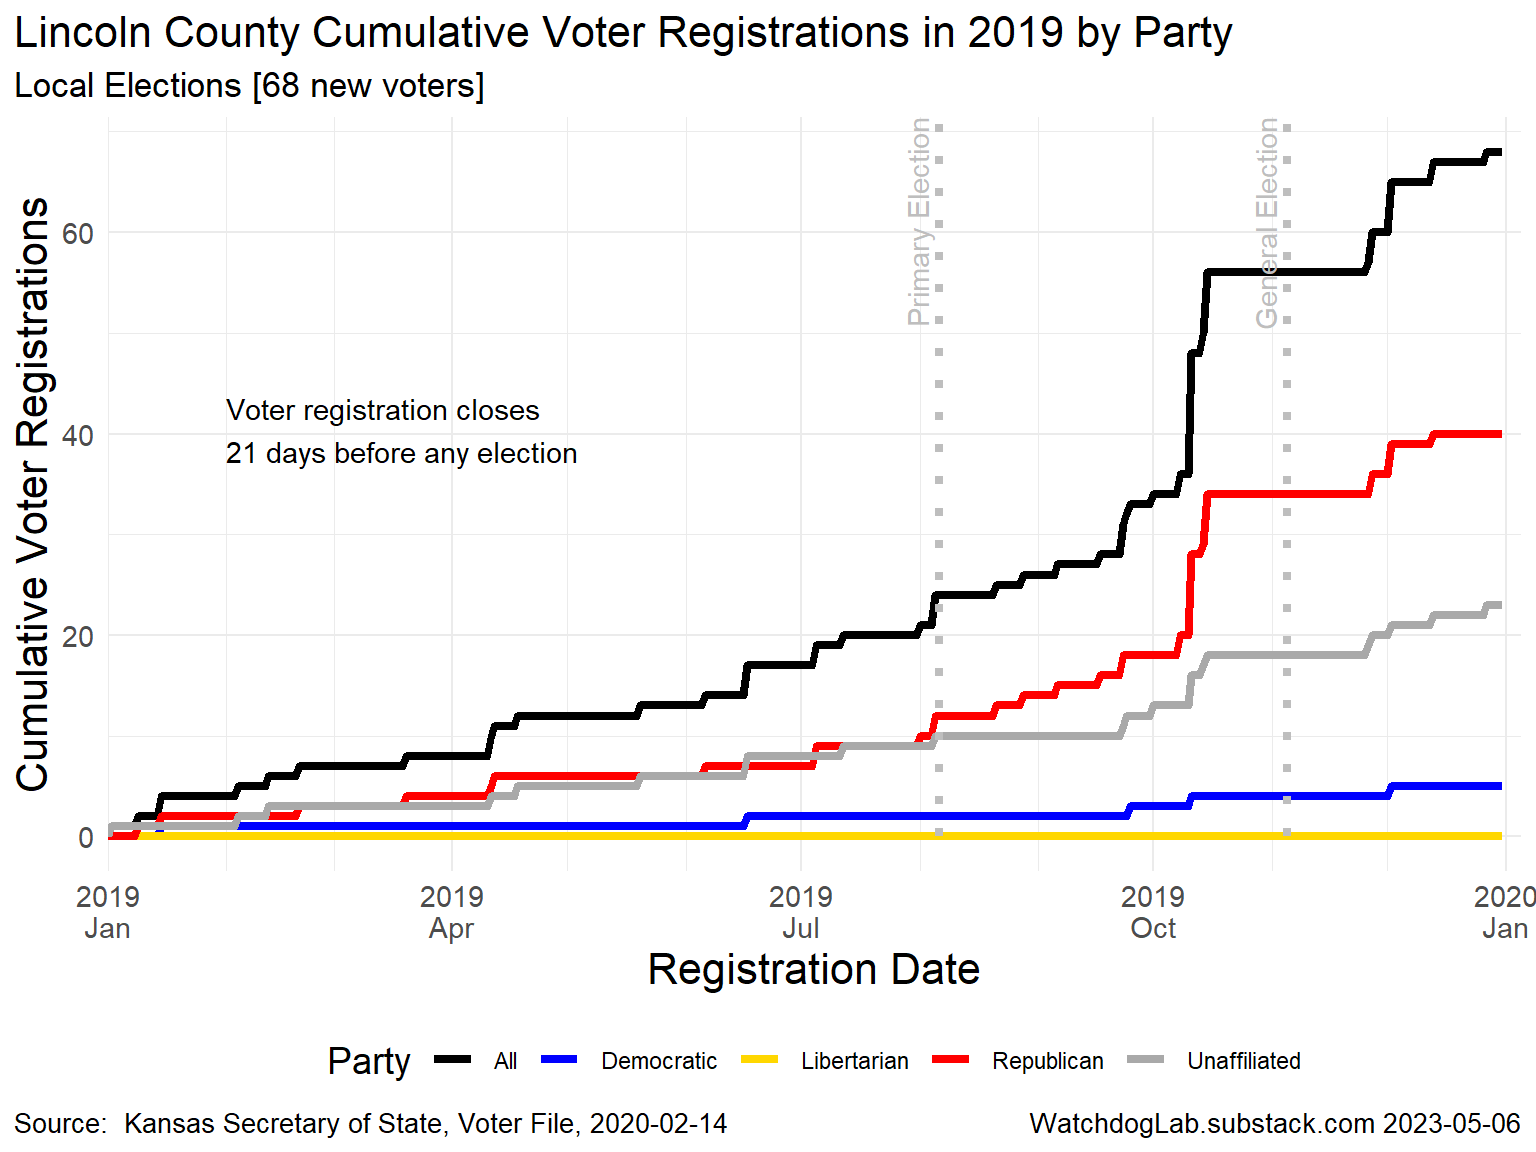 Lincoln County Cumulative Voter Registrations in 2019 by Party
Local Elections [68 new voters]
Cumulative Voter Registrations
60
40
20
0
Primary Election
General Election
Voter registration closes
21 days before any election
2019 2019 2019 2019 2020
Jan Apr Jul Oct Jan
Registration Date
Party All Democratic Libertarian Republican Unaffiliated
Source:  Kansas Secretary of State, Voter File, 2020-02-14
WatchdogLab.substack.com 2023-05-06